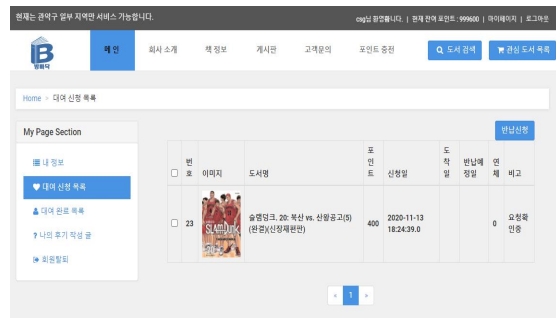 현재는 관악구 일부 지역만 서비스 가능합니다.
csg님 환영합니다. | 현재 잔여 포인트 : 999600 | 마이페이지 | 로그아웃
메인 회사 소개 책 정보 게시판 고객문의 포인트 충전 도서 검색 관심 도서 목록
Home > 대여 신청 목록
My Page Section
반납신청
내 정보
대여 신청 목록
대여 완료 목록
? 나의 후기 작성 글
회원탈퇴
번호 이미지 도서명 포인트 신청일 도착일 반납예정일 연체 비고
23 SLAM DUNK 슬램덩크. 20: 북산 vs. 산왕공고(5)
(완결)(신장재편판) 400 2020-11-13
18:24:39.0 0 요청확인중
« 1 »